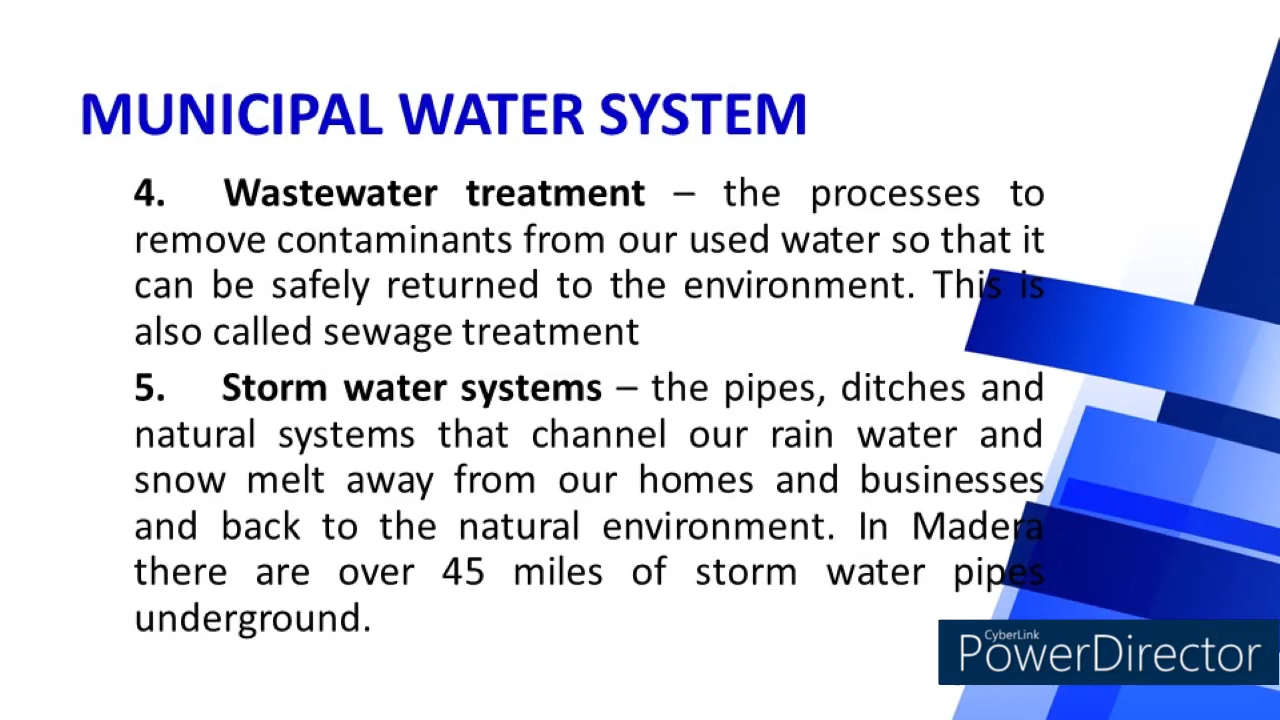 MUNICIPAL WATER SYSTEM
4. Wastewater treatment – the processes to
remove contaminants from our used water so that it
can be safely returned to the environment. This is
also called sewage treatment
5. Storm water systems – the pipes, ditches and
natural systems that channel our rain water and
snow melt away from our homes and businesses
and back to the natural environment. In Madera
there are over 45 miles of storm water pipes
underground.
CyberLink
PowerDirector